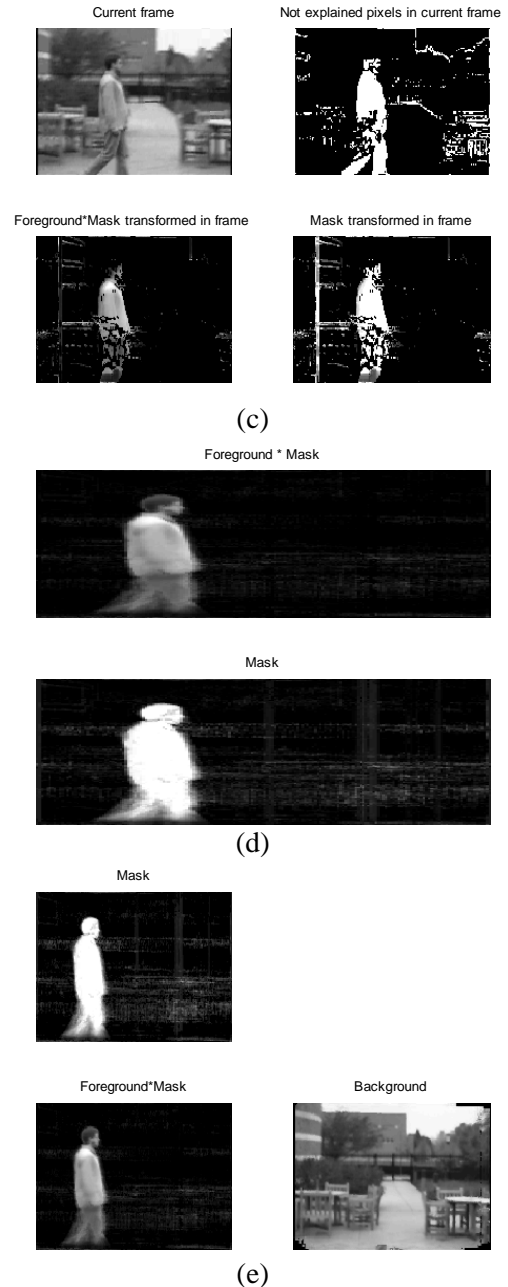 Current frame
Not explained pixels in current frame
Foreground*Mask transformed in frame
Mask transformed in frame
(c)
Foreground * Mask
Mask
(d)
Mask
Foreground*Mask
Background
(e)